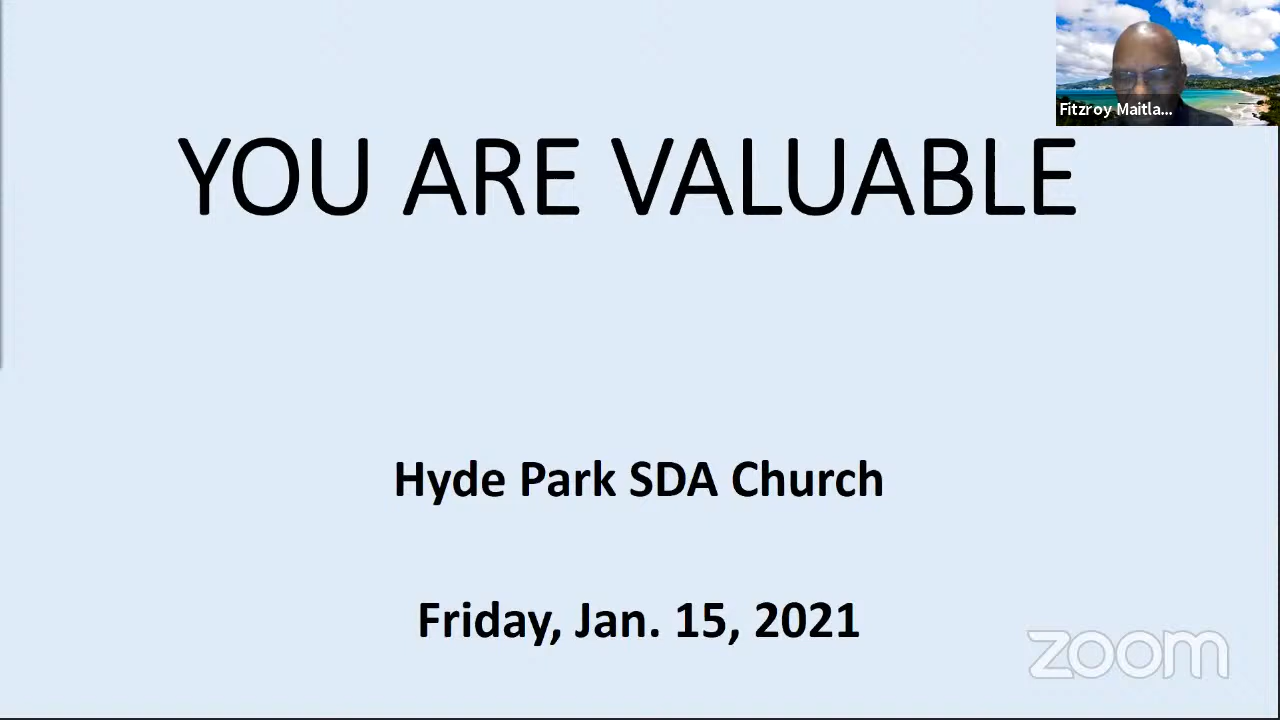 Fitzroy Maitla...
YOU ARE VALUABLE
Hyde Park SDA Church
Friday, Jan. 15, 2021
zoom